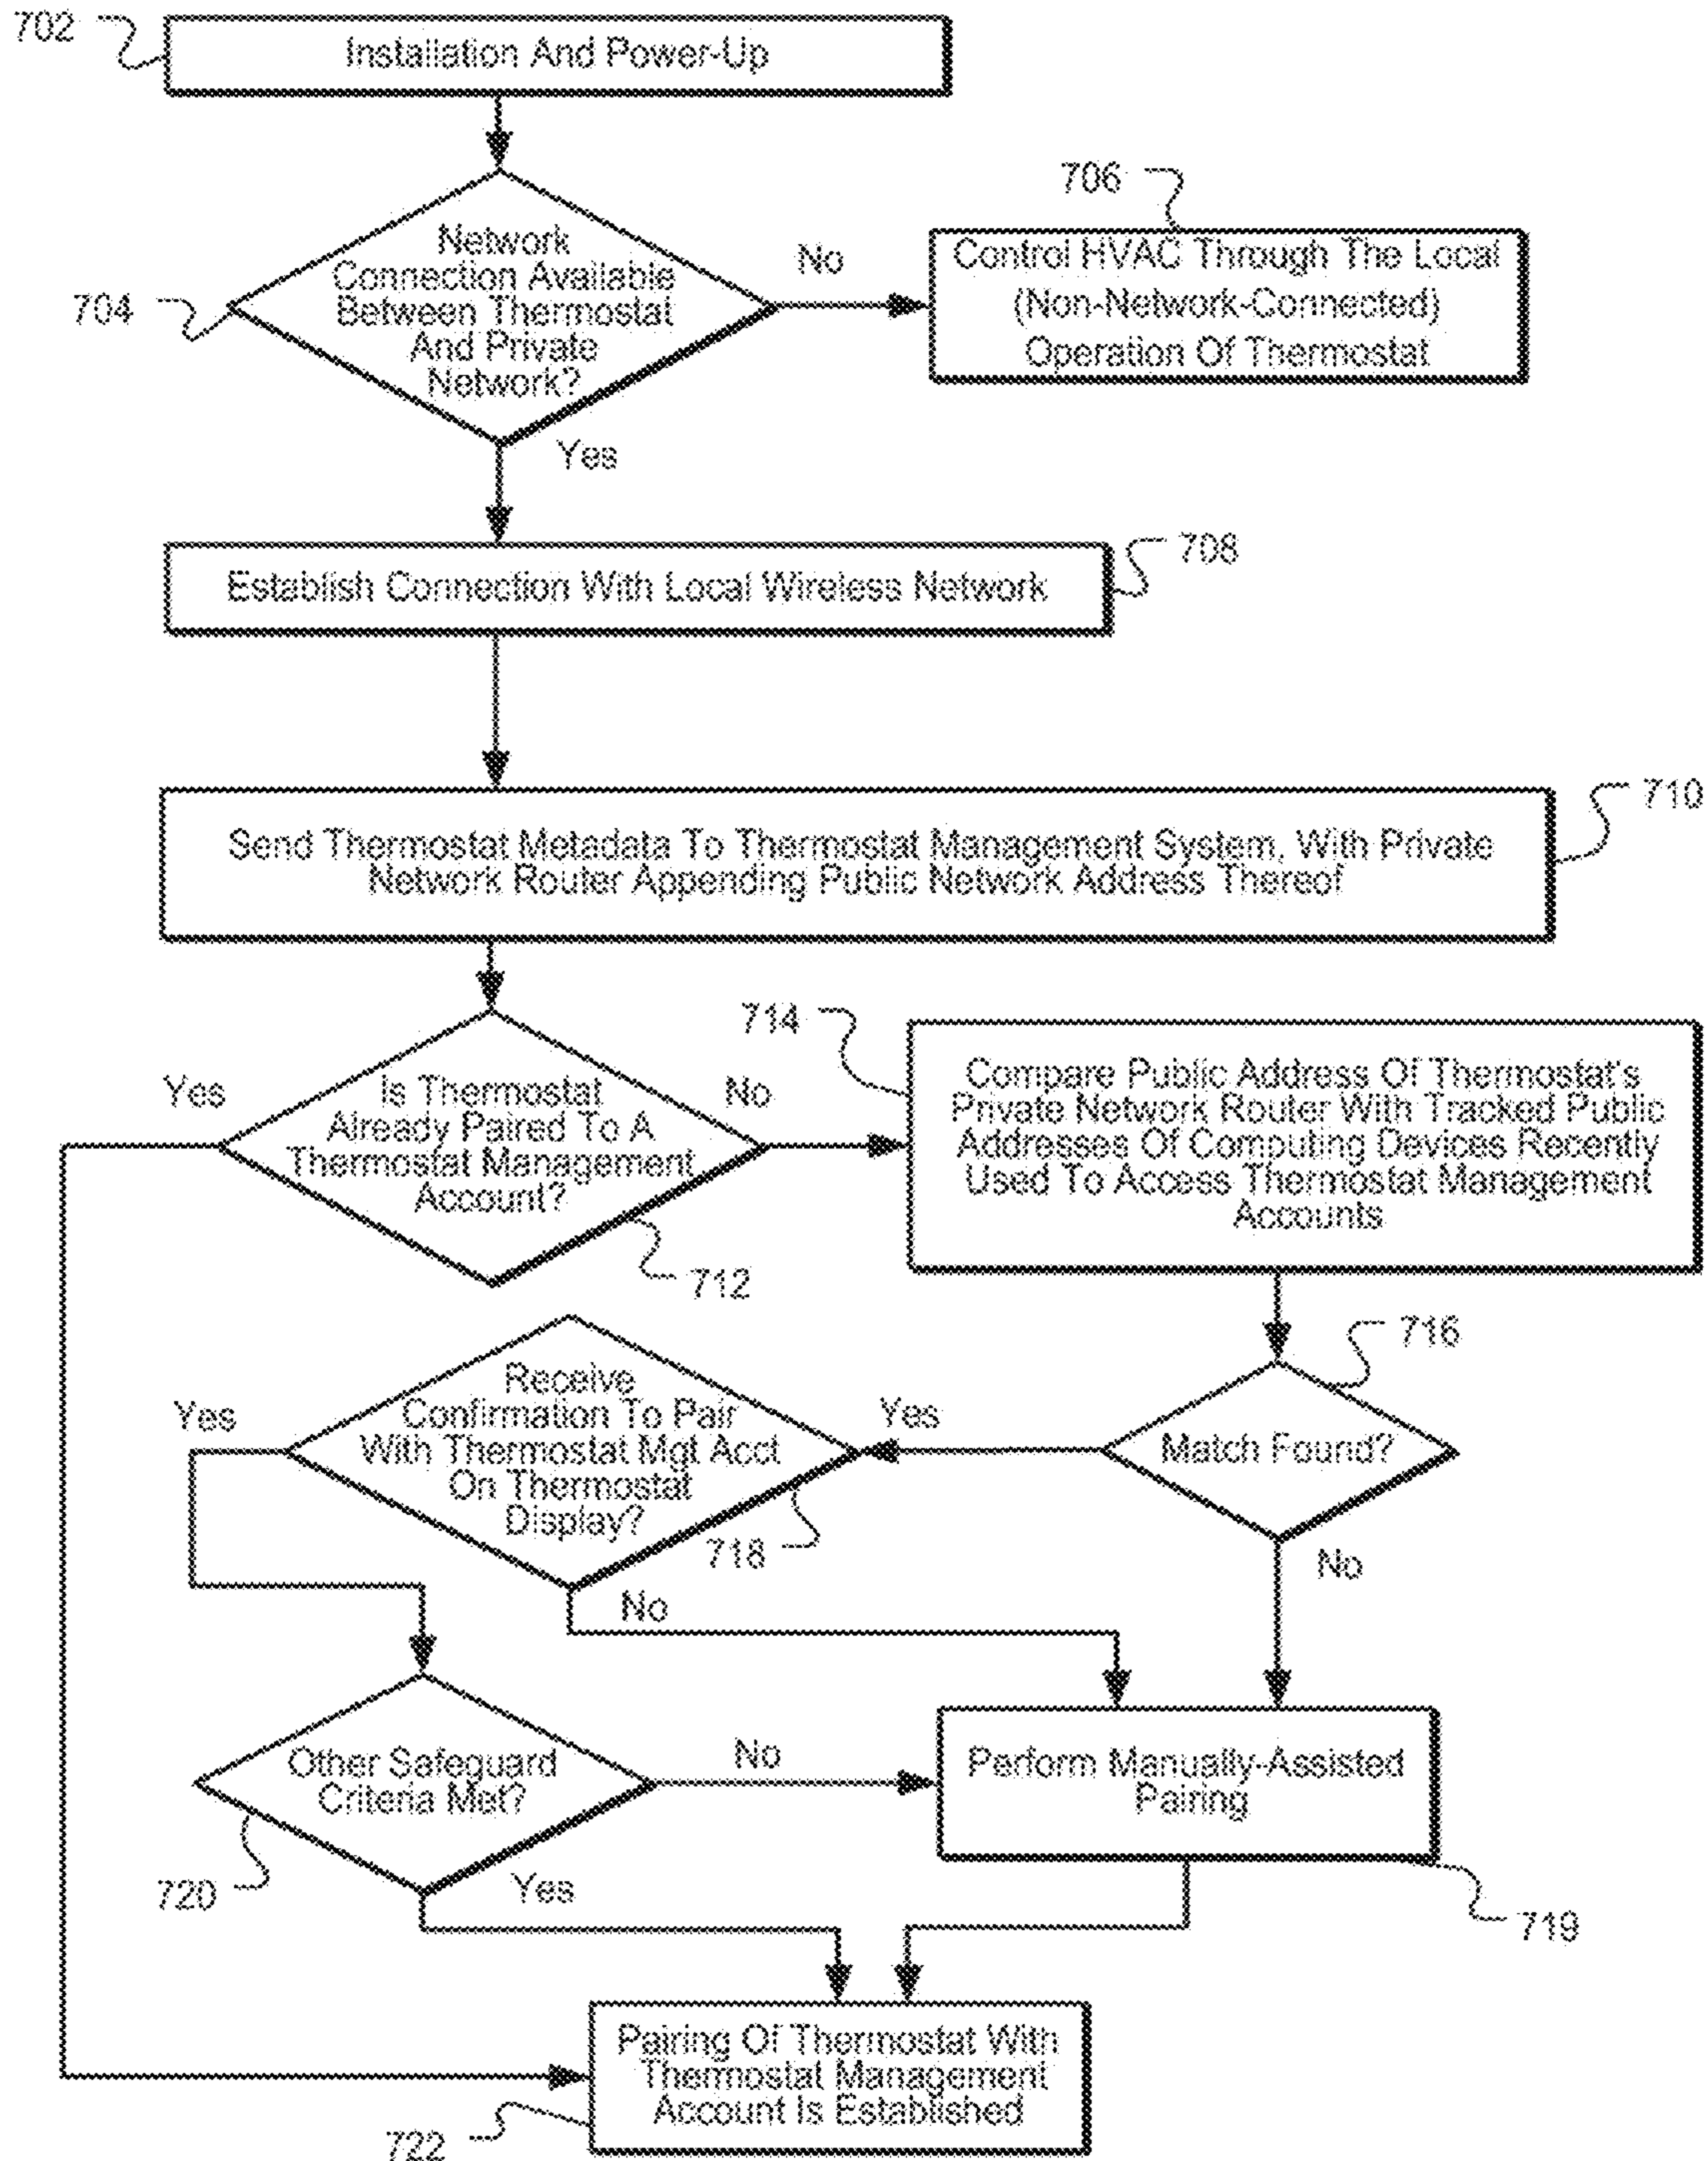 702
Installation And Power-Up
706
Network
Connection Available
Between Thermostat
And Private
Network?
704
No
Control HVAC Through The Local
(Non-Network-Connected)
Operation Of Thermostat
Yes
Establish Connection With Local Wireless Network
708
710
Send Thermostat Metadata To Thermostat Management System, With Private
Network Router Appending Public Network Address Thereof
714
Yes
Is Thermostat
Already Paired To A
Thermostat Management
Account?
No
712
Compare Public Address Of Thermostat's
Private Network Router With Tracked Public
Addresses Of Computing Devices Recently
Used To Access Thermostat Management
Accounts
716
Yes
Receive
Confirmation To Pair
With Thermostat Mgt Acct
On Thermostat
Display?
718
Yes
Match Found?
No
No
Other Safeguard
Criteria Met?
No
Perform Manually-Assisted
Pairing
720
Yes
719
Pairing Of Thermostat With
Thermostat Management
Account Is Established
722